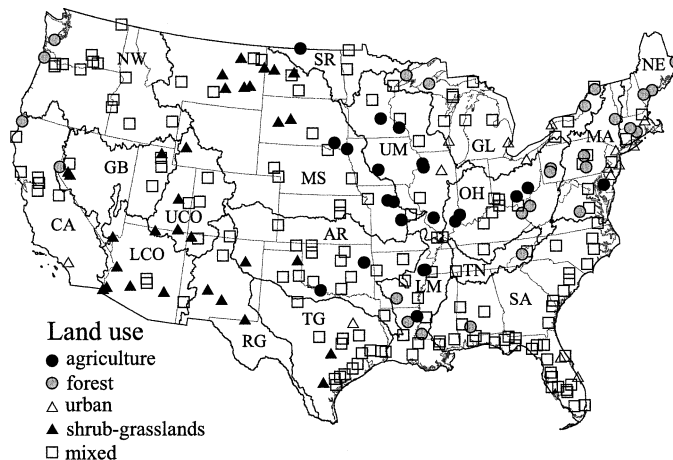 NW
SR
NE
GL
MA
UM
GB
MS
OH
UCO
CA
AR
LCO
TN
LM
SA
TG
RG
Land use
agriculture
forest
urban
shrub-grasslands
mixed